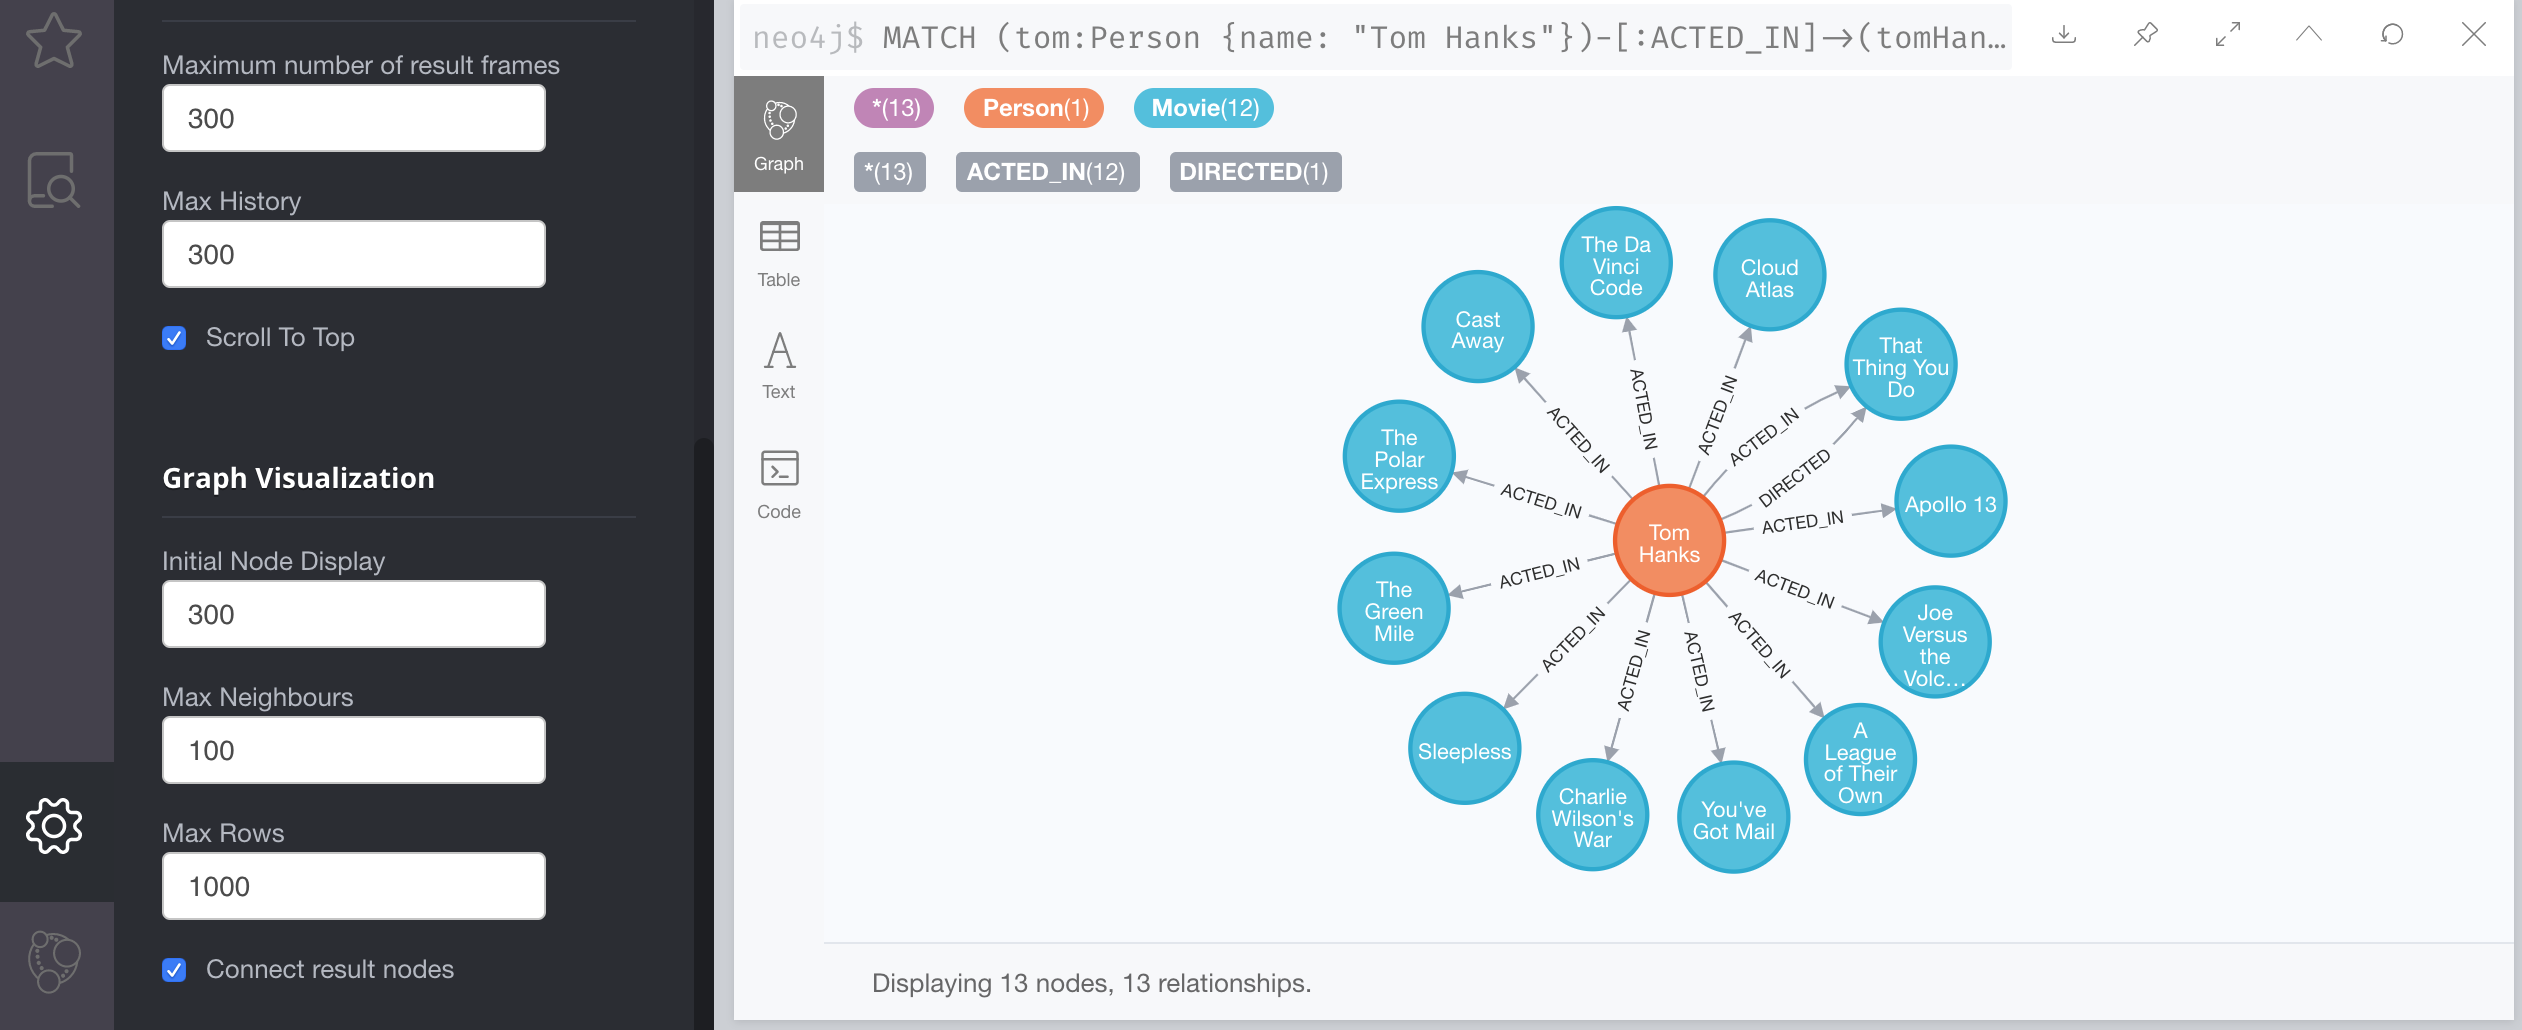 Maximum number of result frames
300
Max History
300
Scroll To Top
Graph Visualization
Initial Node Display
300
Max Neighbours
100
Max Rows
1000
Connect result nodes
neo4j$ MATCH (tom:Person {name: "Tom Hanks"})-[:ACTED_IN]→(tomHan…
Graph
Table
Text
Code
*(13) Person(1) Movie(12)
*(13) ACTED_IN(12) DIRECTED(1)
The Da
Vinci
Code
Cloud
Atlas
Cast
Away
That
Thing You
Do
The
Polar
Express
Apollo 13
Tom
Hanks
The
Green
Mile
Joe
Versus
the
Volc…
Sleepless
A
League
of Their
Own
Charlie
Wilson's
War
You've
Got Mail
ACTED_IN
ACTED_IN
ACTED_IN
ACTED_IN
DIRECTED
ACTED_IN
ACTED_IN
ACTED_IN
ACTED_IN
ACTED_IN
ACTED_IN
ACTED_IN
ACTED_IN
Displaying 13 nodes, 13 relationships.